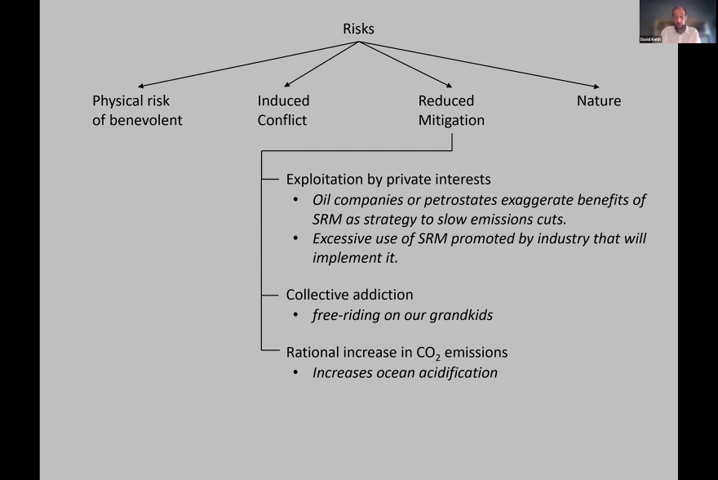 Risks
Physical risk
of benevolent
Induced
Conflict
Reduced
Mitigation
Nature
Exploitation by private interests
• Oil companies or petrostates exaggerate benefits of
SRM as strategy to slow emissions cuts.
• Excessive use of SRM promoted by industry that will
implement it.
Collective addiction
• free-riding on our grandkids
Rational increase in CO₂ emissions
• Increases ocean acidification
David Keith